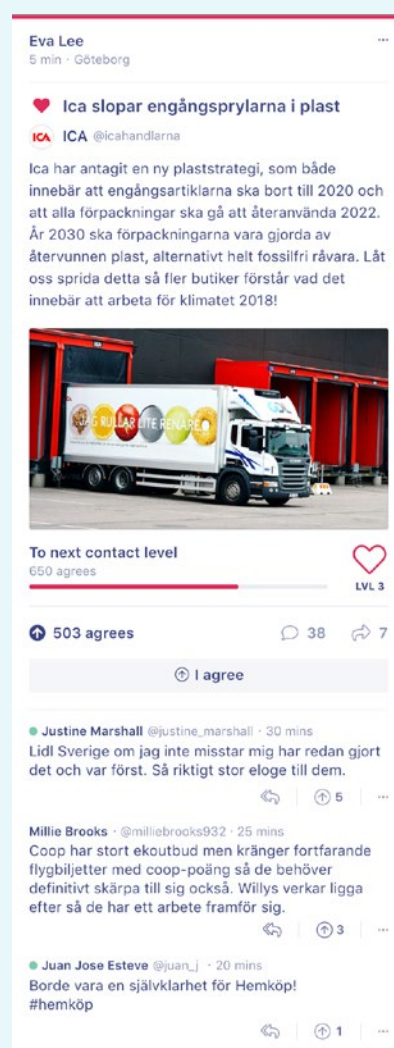 Eva Lee
5 min · Göteborg
Ica slopar engångsprylarna i plast
ICA ICA @icahandlarna
Ica har antagit en ny plaststrategi, som både
innebär att engångsartiklarna ska bort till 2020 och
att alla förpackningar ska gå att återanvända 2022.
År 2030 ska förpackningarna vara gjorda av
återvunnen plast, alternativt helt fossilfri råvara. Låt
oss sprida detta så fler butiker förstår vad det
innebär att arbeta för klimatet 2018!
JAG RULLAR LITE RENARE
To next contact level
650 agrees
LVL 3
503 agrees 38 7
I agree
Justine Marshall @justine_marshall · 30 mins
Lidl Sverige om jag inte misstar mig har redan gjort
det och var först. Så riktigt stor eloge till dem.
5
Millie Brooks · @milliebrooks932 · 25 mins
Coop har stort ekoutbud men kränger fortfarande
flygbiljetter med coop-poäng så de behöver
definitivt skärpa till sig också. Willys verkar ligga
efter så de har ett arbete framför sig.
3
Juan Jose Esteve @juan_j · 20 mins
Borde vara en självklarhet för Hemköp!
#hemköp
1